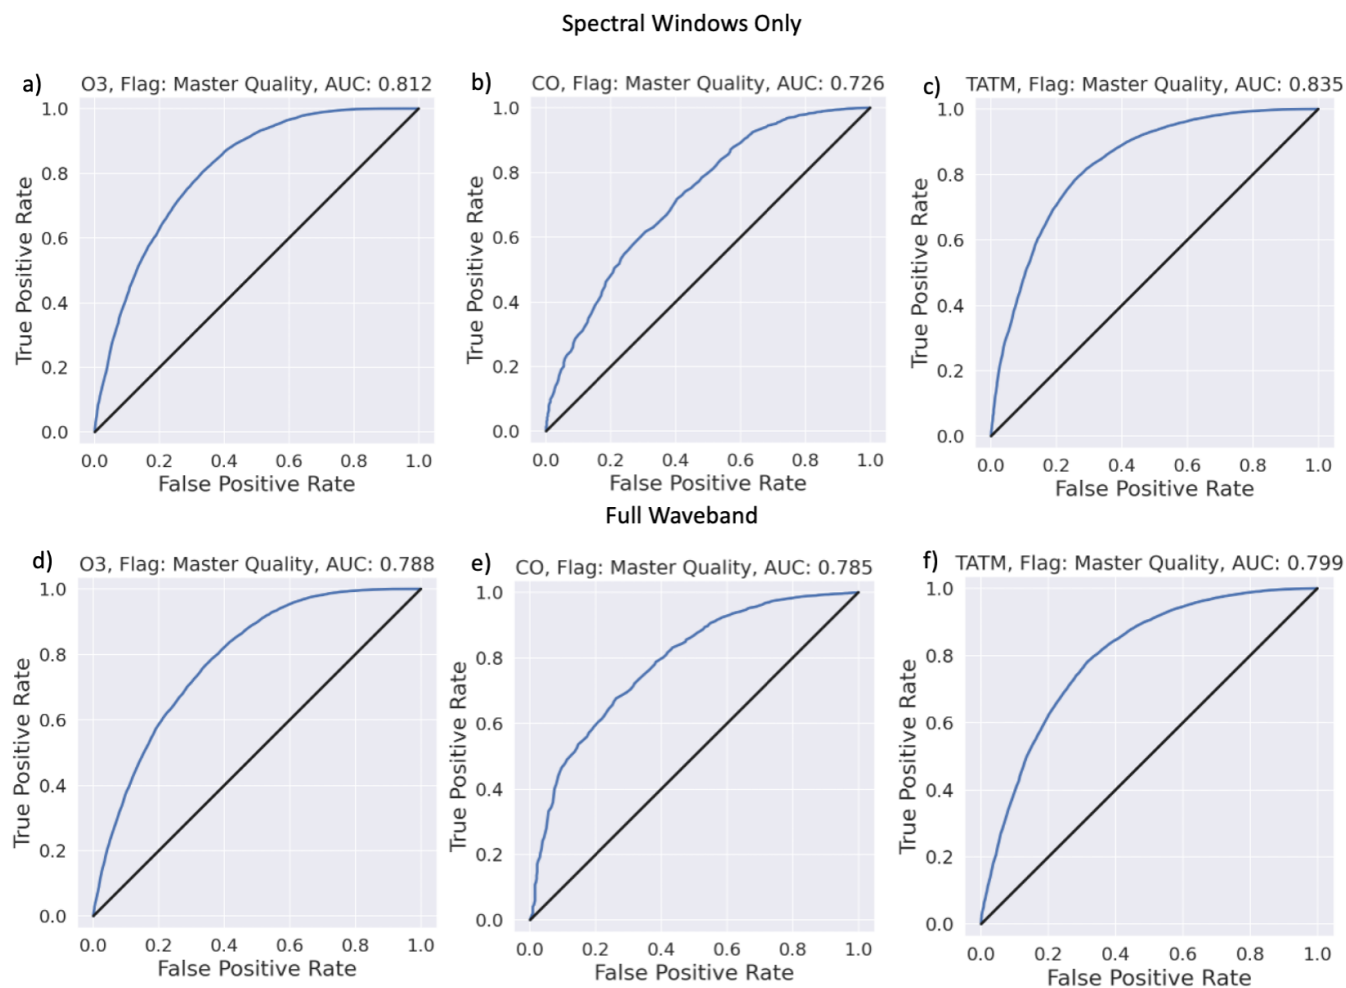 Spectral Windows Only
a) O3, Flag: Master Quality, AUC: 0.812
1.0
0.8
0.6
0.4
0.2
0.0
True Positive Rate
0.0 0.2 0.4 0.6 0.8 1.0
False Positive Rate
b) CO, Flag: Master Quality, AUC: 0.726
1.0
0.8
0.6
0.4
0.2
0.0
True Positive Rate
0.0 0.2 0.4 0.6 0.8 1.0
False Positive Rate
c) TATM, Flag: Master Quality, AUC: 0.835
1.0
0.8
0.6
0.4
0.2
0.0
True Positive Rate
0.0 0.2 0.4 0.6 0.8 1.0
False Positive Rate
Full Waveband
d) O3, Flag: Master Quality, AUC: 0.788
1.0
0.8
0.6
0.4
0.2
0.0
True Positive Rate
0.0 0.2 0.4 0.6 0.8 1.0
False Positive Rate
e) CO, Flag: Master Quality, AUC: 0.785
1.0
0.8
0.6
0.4
0.2
0.0
True Positive Rate
0.0 0.2 0.4 0.6 0.8 1.0
False Positive Rate
f) TATM, Flag: Master Quality, AUC: 0.799
1.0
0.8
0.6
0.4
0.2
0.0
True Positive Rate
0.0 0.2 0.4 0.6 0.8 1.0
False Positive Rate